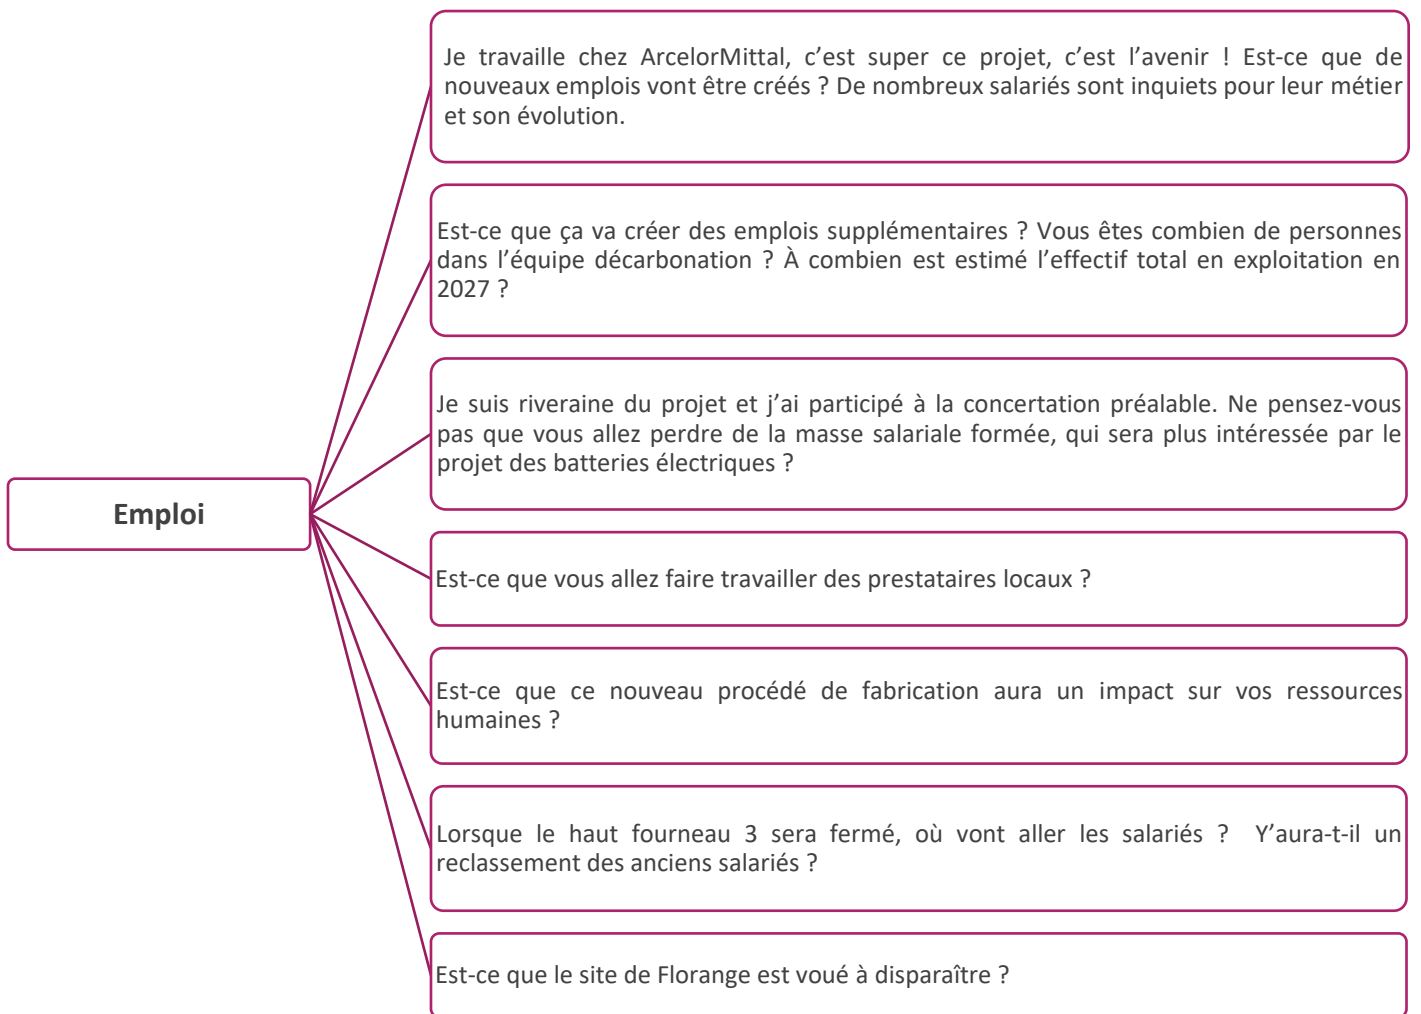 Je travaille chez ArcelorMittal, c’est super ce projet, c’est l’avenir ! Est-ce que de
nouveaux emplois vont être créés ? De nombreux salariés sont inquiets pour leur métier
et son évolution.
Est-ce que ça va créer des emplois supplémentaires ? Vous êtes combien de personnes
dans l’équipe décarbonation ? À combien est estimé l’effectif total en exploitation en
2027 ?
Je suis riveraine du projet et j’ai participé à la concertation préalable. Ne pensez-vous
pas que vous allez perdre de la masse salariale formée, qui sera plus intéressée par le
projet des batteries électriques ?
Emploi
Est-ce que vous allez faire travailler des prestataires locaux ?
Est-ce que ce nouveau procédé de fabrication aura un impact sur vos ressources
humaines ?
Lorsque le haut fourneau 3 sera fermé, où vont aller les salariés ? Y’aura-t-il un
reclassement des anciens salariés ?
Est-ce que le site de Florange est voué à disparaître ?